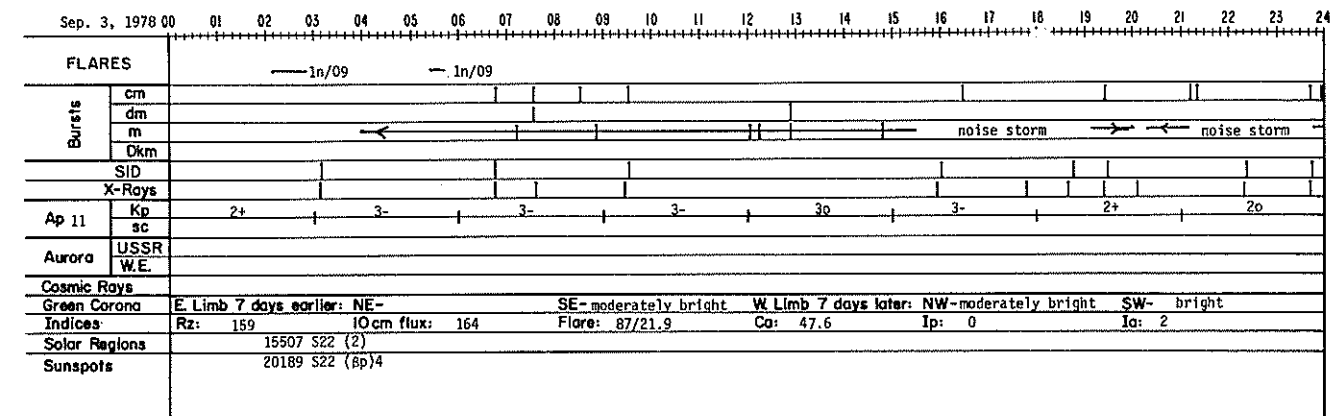 Sep. 3, 1978 00 01 02 03 04 05 06 07 08 09 10 11 12 13 14 15 16 17 18 19 20 21 22 23 24
FLARES 1n/09 1n/09
Bursts
cm
dm
m noise storm noise storm
Dkm
SID
X-Rays
Ap 11 Kp 2+ 3- 3- 3- 3o 3- 2+ 2o
sc
Aurora USSR
W.E.
Cosmic Rays
Green Corona E. Limb 7 days earlier: NE- SE- moderately bright W. Limb 7 days later: NW- moderately bright SW- bright
Indices Rz: 159 10cm flux: 164 Flare: 87/21.9 Ca: 47.6 Ip: 0 Ia: 2
Solar Regions 15507 S22 (2)
Sunspots 20189 S22 (βp)4